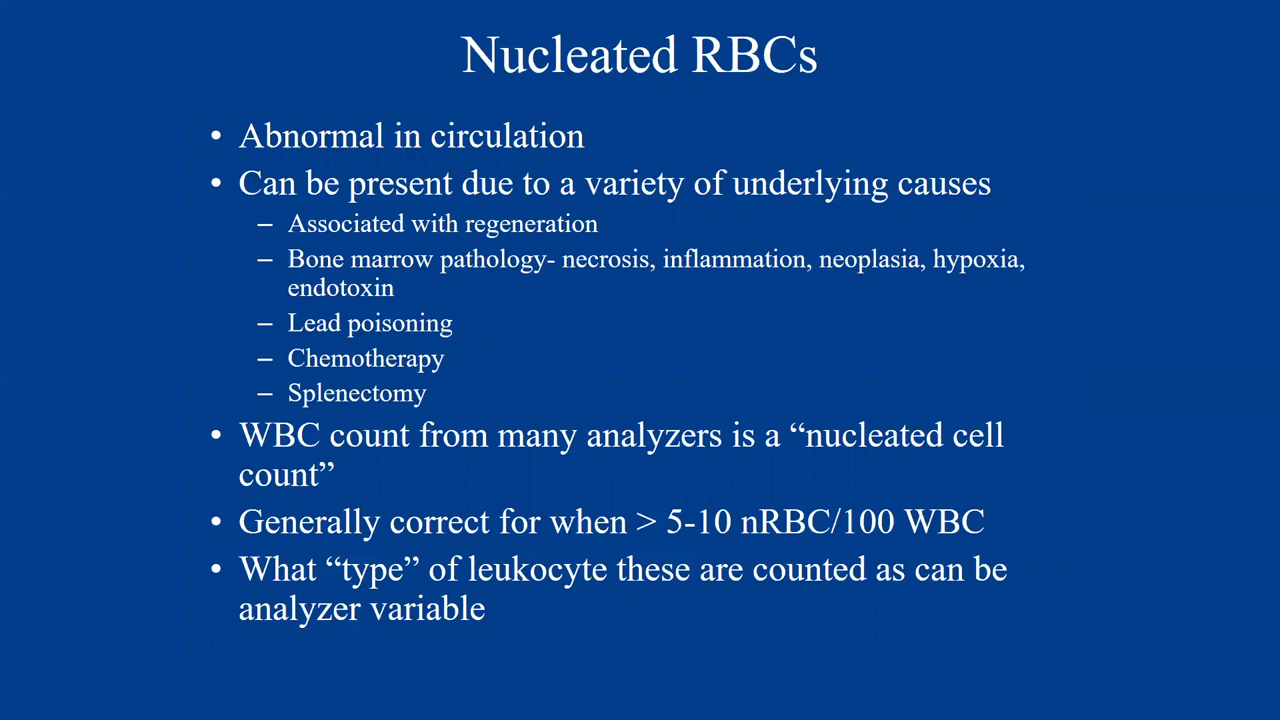 Nucleated RBCs
• Abnormal in circulation
• Can be present due to a variety of underlying causes
– Associated with regeneration
– Bone marrow pathology- necrosis, inflammation, neoplasia, hypoxia,
endotoxin
– Lead poisoning
– Chemotherapy
– Splenectomy
• WBC count from many analyzers is a “nucleated cell
count”
• Generally correct for when > 5-10 nRBC/100 WBC
• What “type” of leukocyte these are counted as can be
analyzer variable